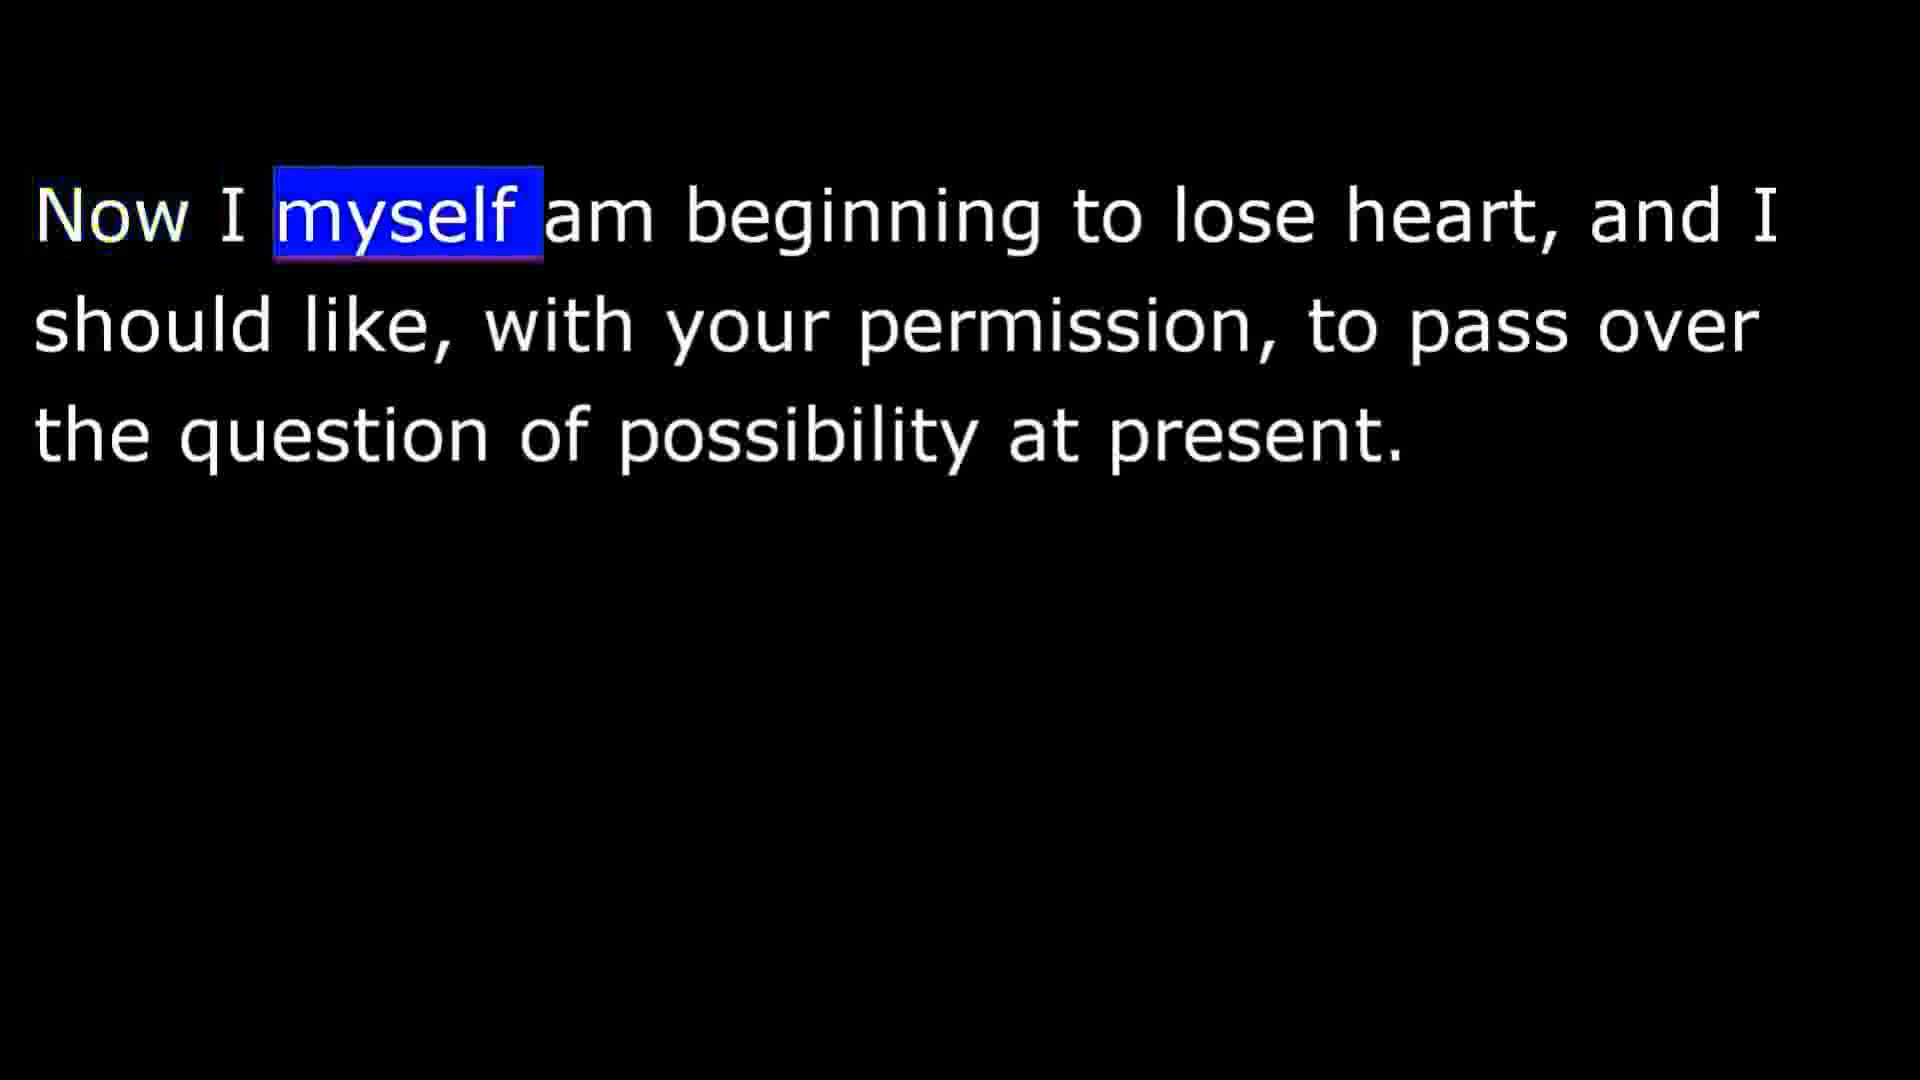 Now I myself am beginning to lose heart, and I
should like, with your permission, to pass over
the question of possibility at present.